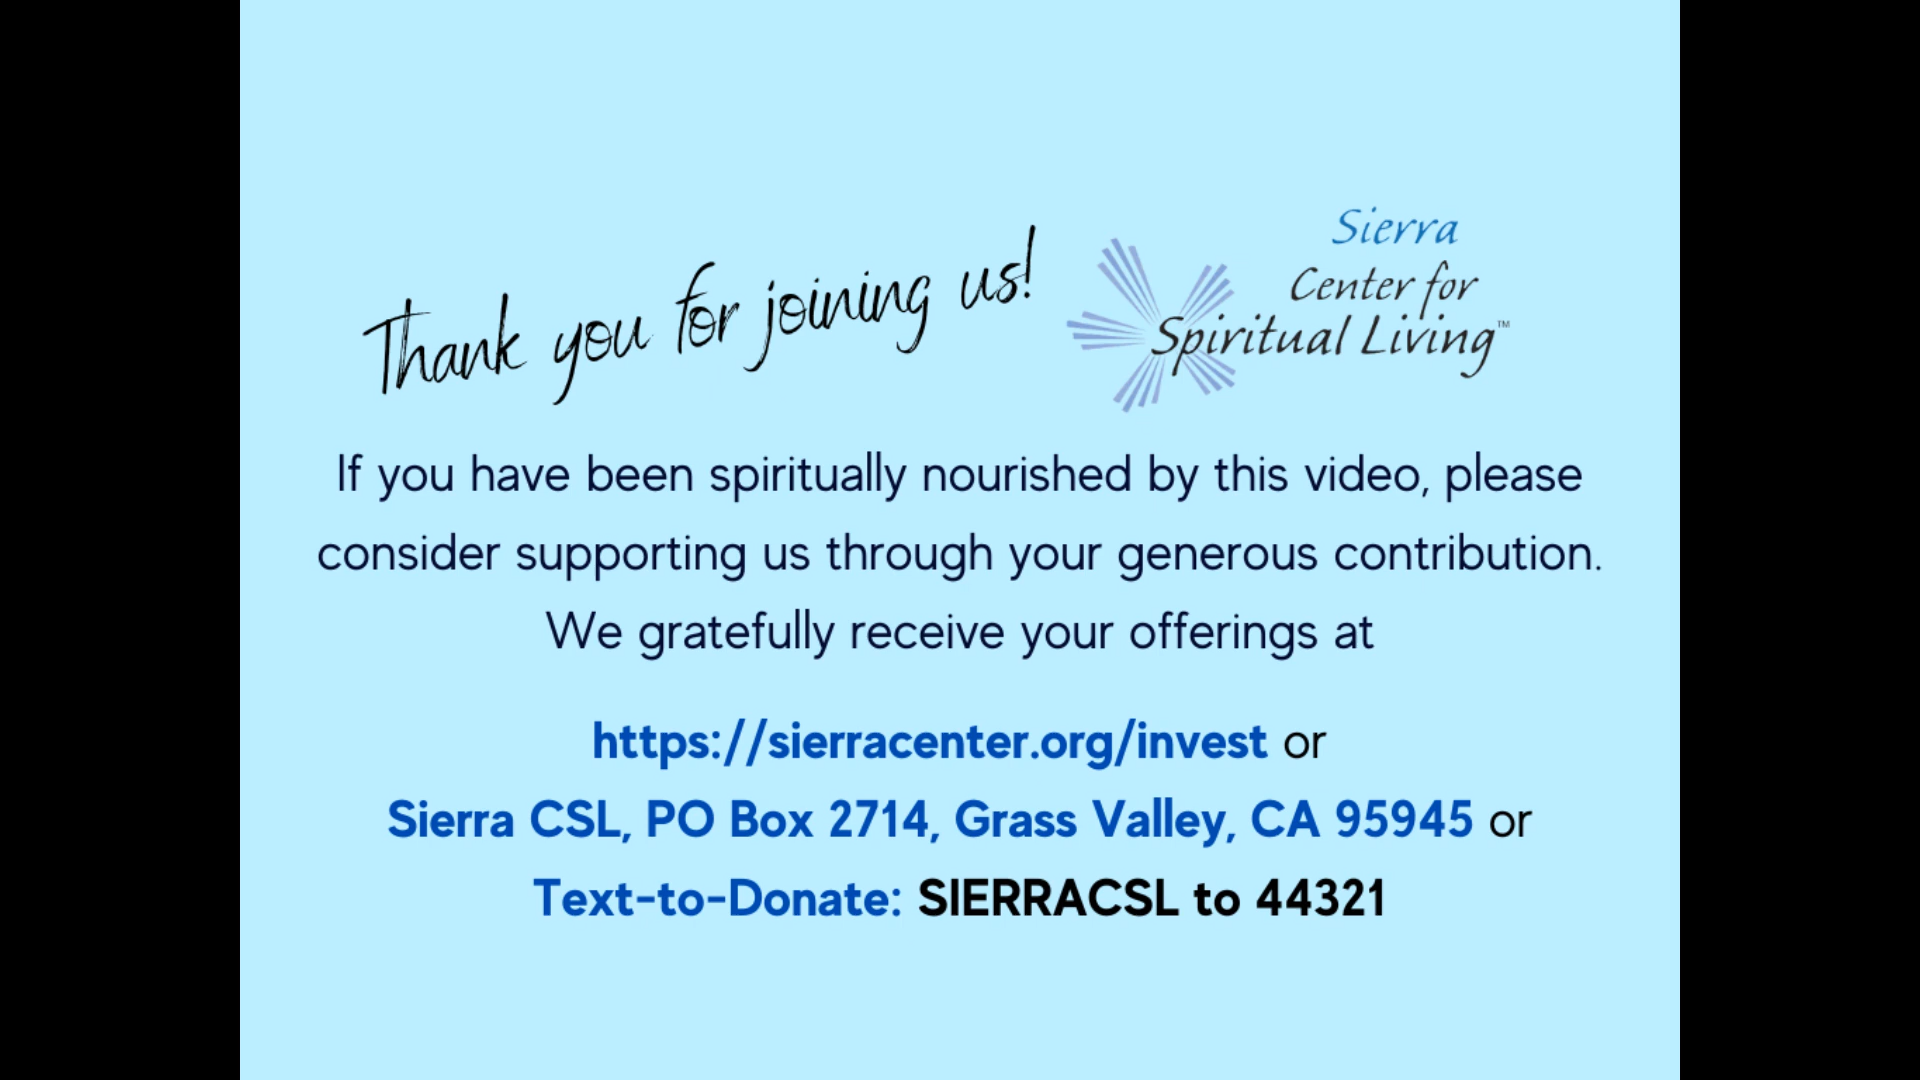 Thank you for joining us!
Sierra
Center for
Spiritual Living™
If you have been spiritually nourished by this video, please
consider supporting us through your generous contribution.
We gratefully receive your offerings at
https://sierracenter.org/invest or
Sierra CSL, PO Box 2714, Grass Valley, CA 95945 or
Text-to-Donate: SIERRACSL to 44321